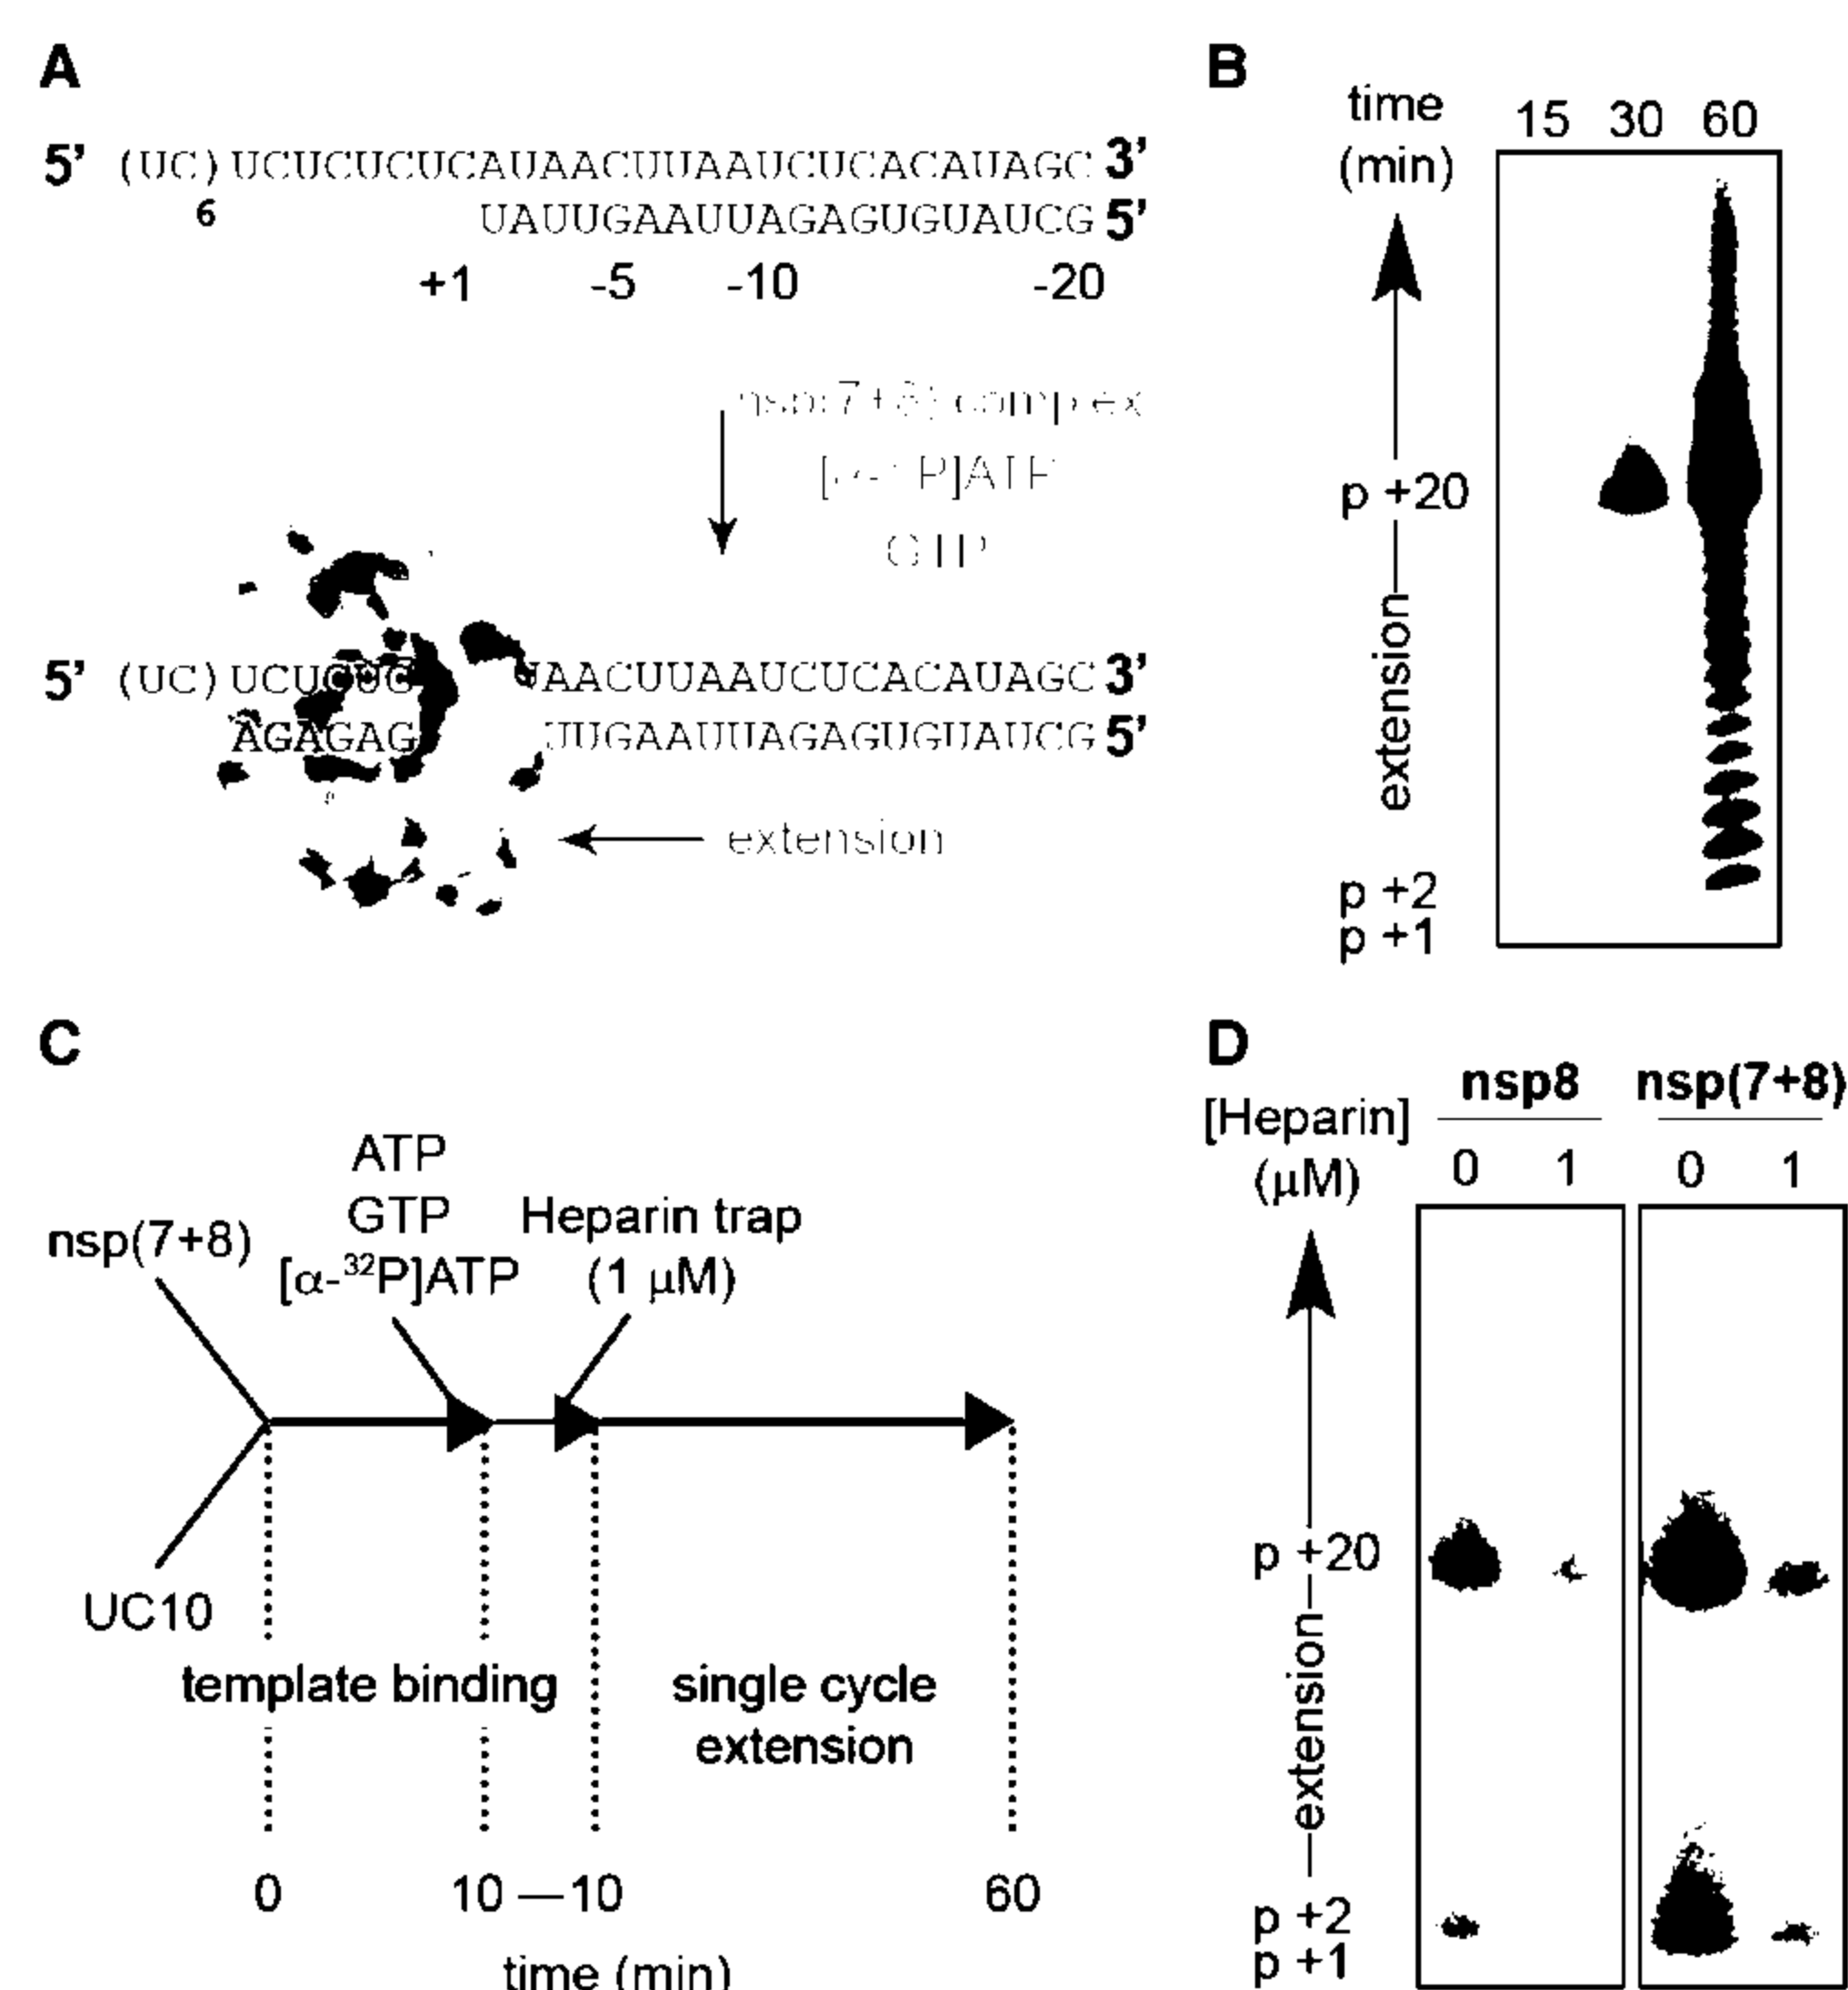 A
5' (UC) UCUCUCUCAUAACUUAAUCUCACAUAGC 3'
6
UAUUGAAUUAGAGUGUAUCG 5'
+1 -5 -10 -20
extension
5' (UC) UCUCUC AACUUAAUCUCACAUAGC 3'
AGAGAG UGAAUUAGAGUGUAUCG 5'
B
time
(min)
15 30 60
p +20
extension
p +2
p +1
C
ATP
GTP
[α-³²P]ATP
nsp(7+8)
Heparin trap
(1 µM)
UC10
template binding
single cycle
extension
0 10 — 10 60
time (min)
D
nsp8 nsp(7+8)
[Heparin]
(µM)
0 1 0 1
p +20
extension
p +2
p +1